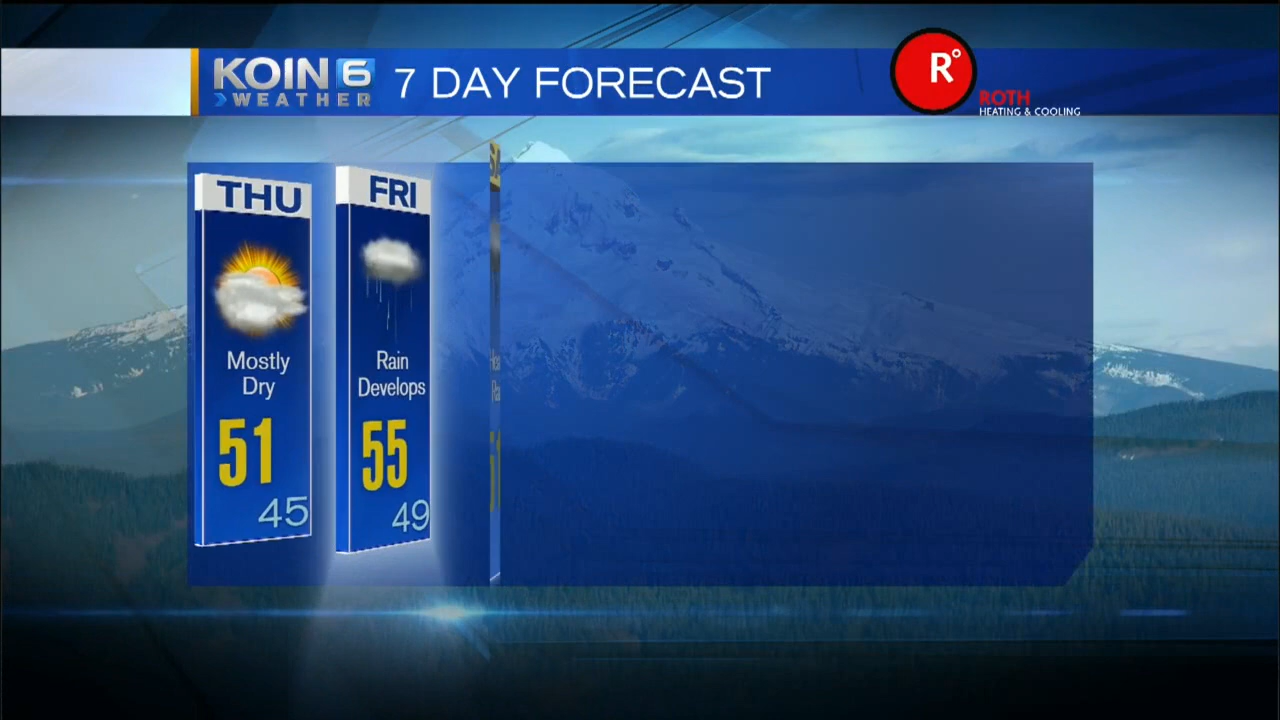 KOIN 6
WEATHER
7 DAY FORECAST
R°
ROTH
HEATING & COOLING
THU
Mostly
Dry
51
45
FRI
Rain
Develops
55
49